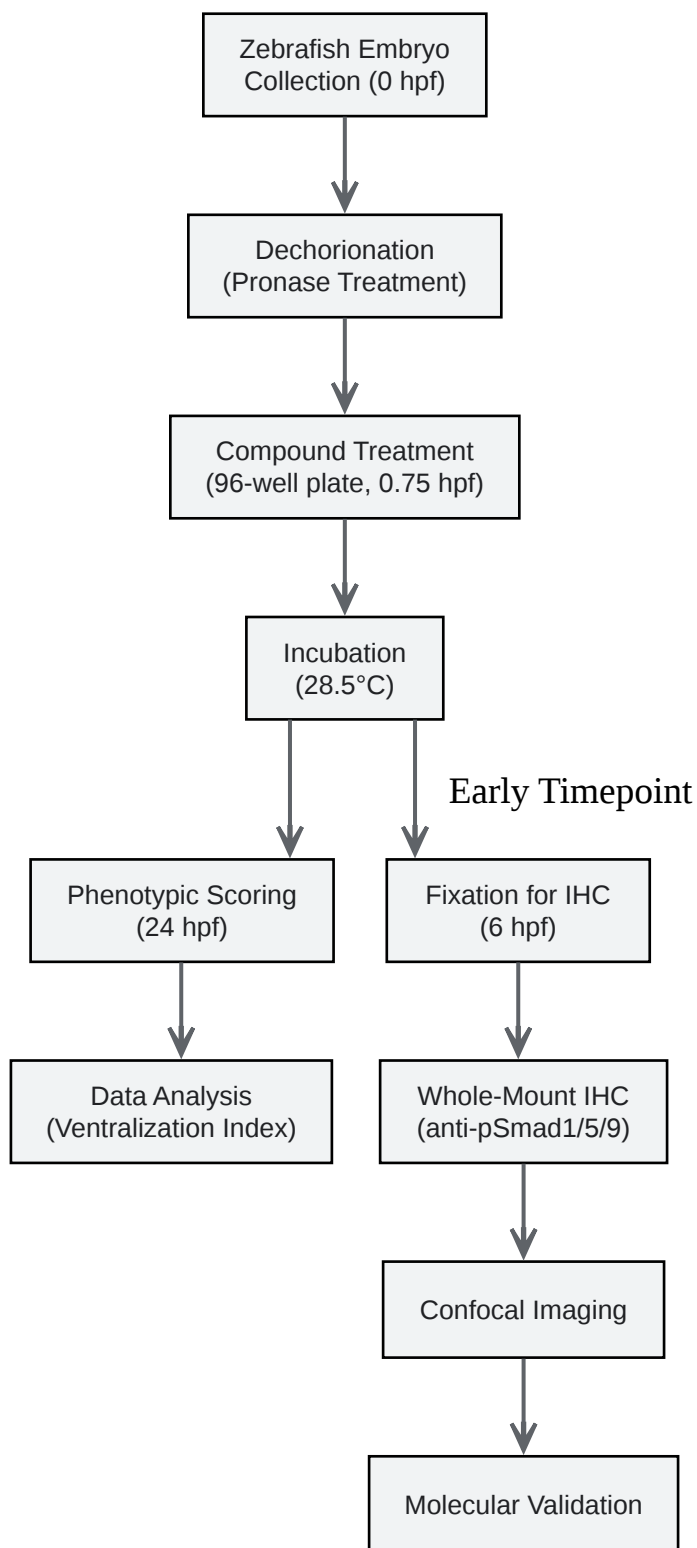 Zebrafish Embryo
Collection (0 hpf)
Dechorionation
(Pronase Treatment)
Compound Treatment
(96-well plate, 0.75 hpf)
Incubation
(28.5°C)
Early Timepoint
Phenotypic Scoring
(24 hpf)
Fixation for IHC
(6 hpf)
Data Analysis
(Ventralization Index)
Whole-Mount IHC
(anti-pSmad1/5/9)
Confocal Imaging
Molecular Validation